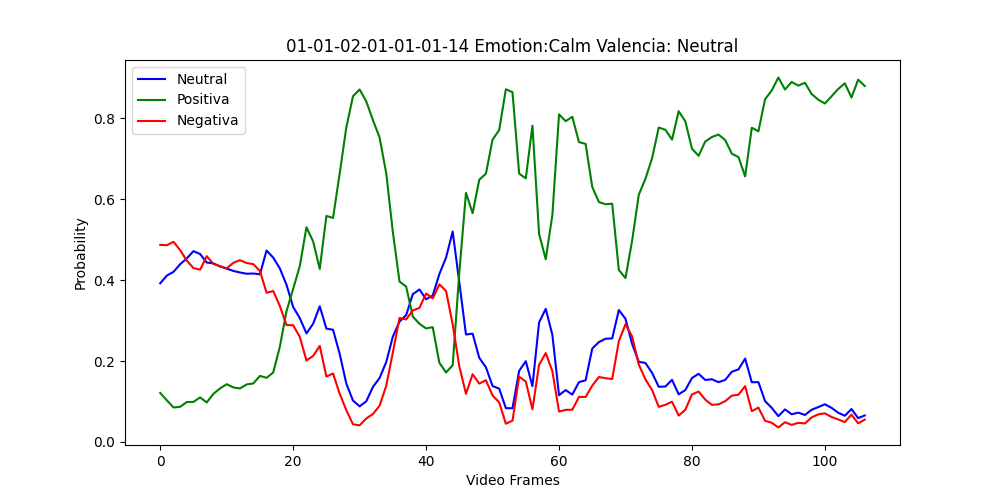 01-01-02-01-01-01-14 Emotion:Calm Valencia: Neutral
Neutral
Positiva
Negativa
Probability
0.8
0.6
0.4
0.2
0.0
0 20 40 60 80 100
Video Frames